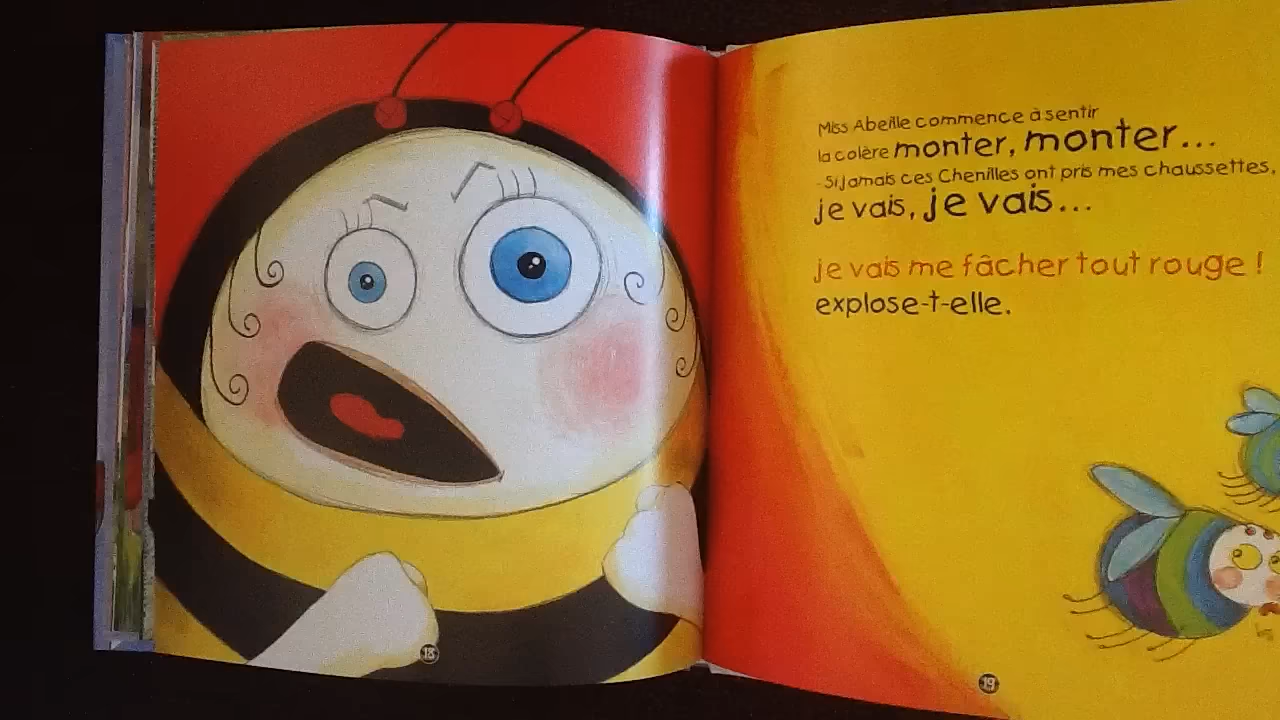 Miss Abeille commence à sentir
la colère monter, monter...
- Si jamais ces Chenilles ont pris mes chaussettes,
je vais, je vais...
je vais me fâcher tout rouge !
explose-t-elle.
18
19